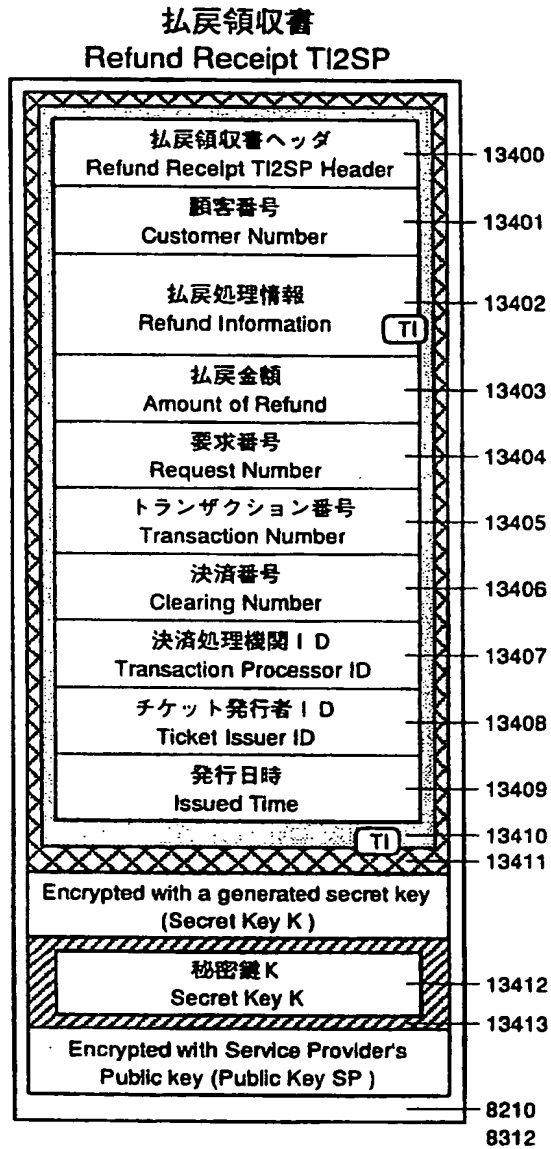 払戻領収書
Refund Receipt TI2SP
払戻領収書ヘッダ
Refund Receipt TI2SP Header
13400
顧客番号
Customer Number
13401
払戻処理情報
Refund Information
13402
TI
払戻金額
Amount of Refund
13403
要求番号
Request Number
13404
トランザクション番号
Transaction Number
13405
決済番号
Clearing Number
13406
決済処理機関ID
Transaction Processor ID
13407
チケット発行者ID
Ticket Issuer ID
13408
発行日時
Issued Time
13409
TI
13410
13411
Encrypted with a generated secret key
(Secret Key K )
秘密鍵K
Secret Key K
13412
13413
Encrypted with Service Provider's
Public key (Public Key SP )
8210
8312